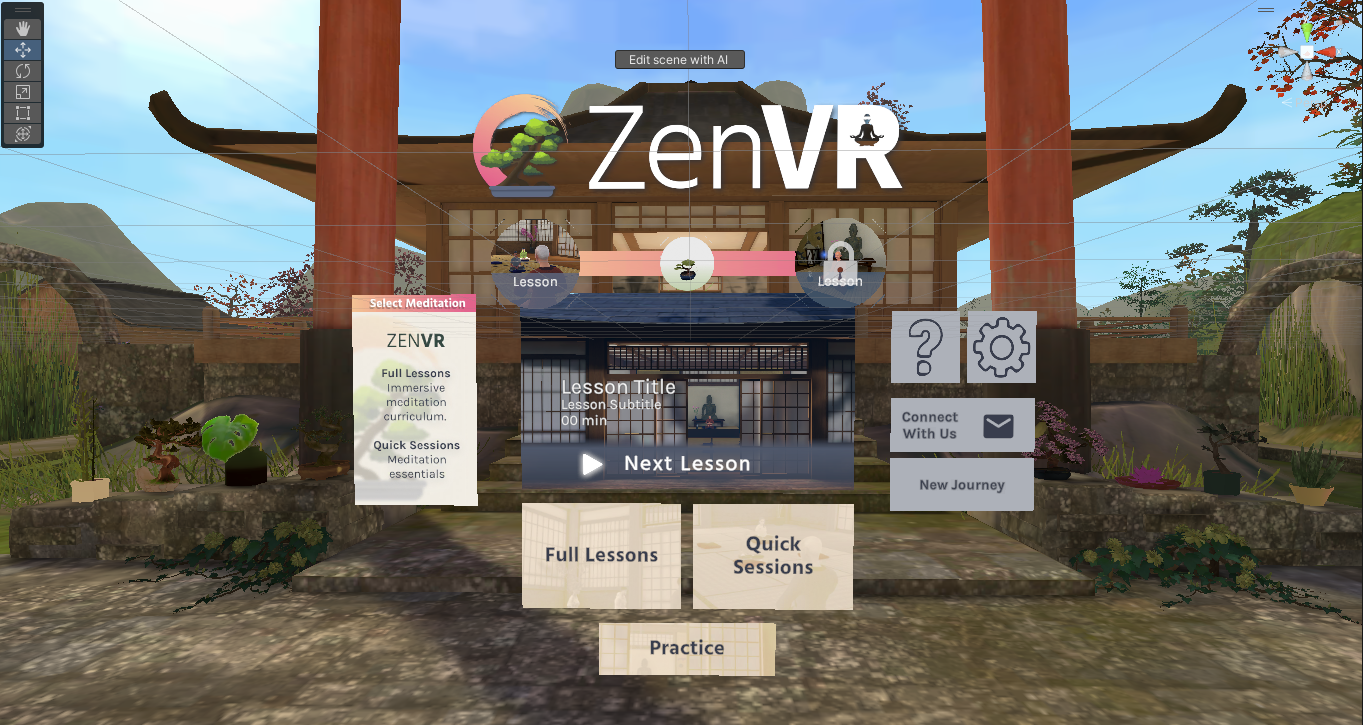 Edit scene with AI
ZenVR
Lesson
Lesson
Select Meditation
ZENVR
Full Lessons
Immersive
meditation
curriculum.
Quick Sessions
Meditation
essentials
Lesson Title
Lesson Subtitle
00 min
Next Lesson
Connect
With Us
New Journey
Full Lessons
Quick
Sessions
Practice